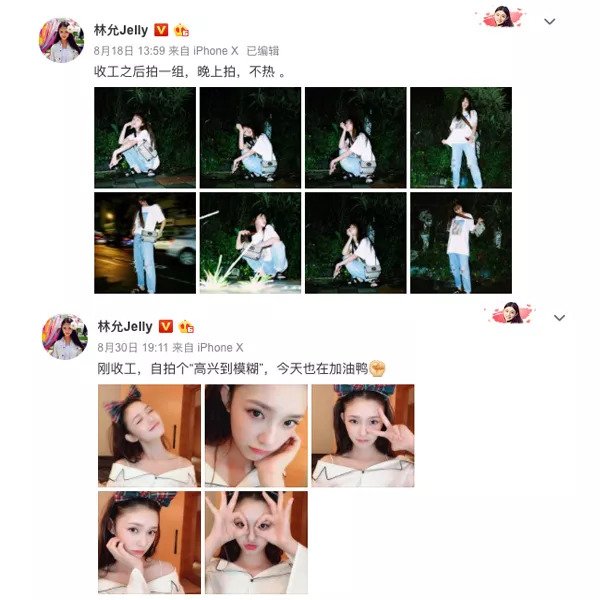 林允Jelly
8月18日 13:59 来自 iPhone X 已编辑
收工之后拍一组，晚上拍，不热 。
林允Jelly
8月30日 19:11 来自 iPhone X
刚收工，自拍个“高兴到模糊”，今天也在加油鸭